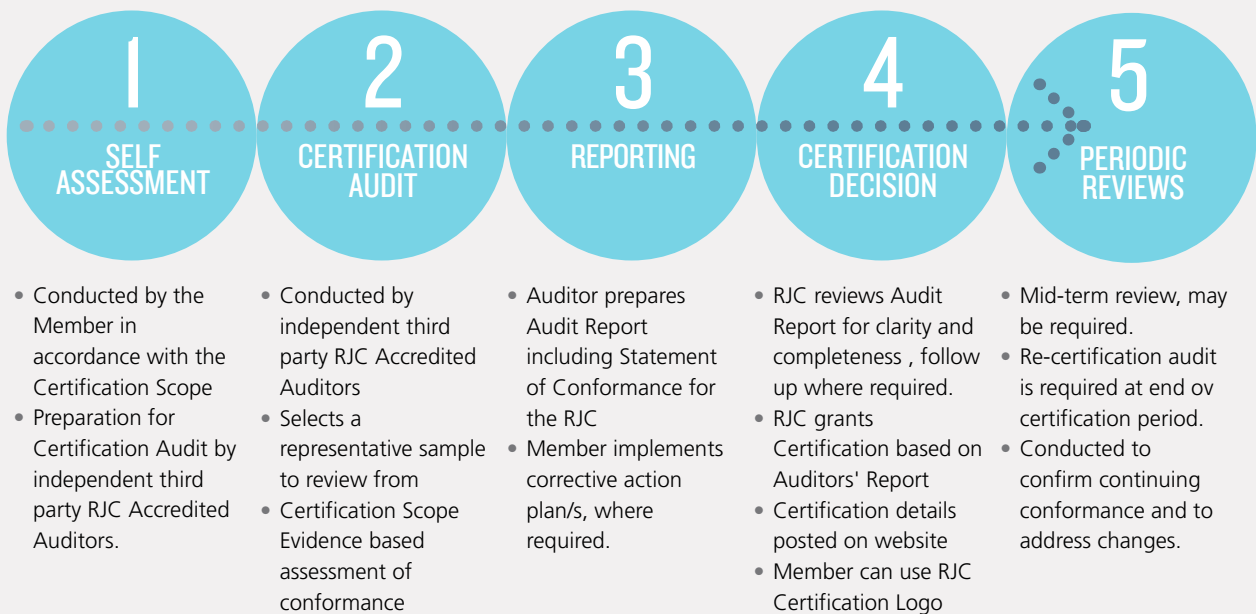 1
SELF
ASSESSMENT
• Conducted by the
Member in
accordance with the
Certification Scope
• Preparation for
Certification Audit by
independent third
party RJC Accredited
Auditors.
2
CERTIFICATION
AUDIT
• Conducted by
independent third
party RJC Accredited
Auditors
• Selects a
representative sample
to review from
• Certification Scope
Evidence based
assessment of
conformance
3
REPORTING
• Auditor prepares
Audit Report
including Statement
of Conformance for
the RJC
• Member implements
corrective action
plan/s, where
required.
4
CERTIFICATION
DECISION
• RJC reviews Audit
Report for clarity and
completeness , follow
up where required.
• RJC grants
Certification based on
Auditors' Report
• Certification details
posted on website
• Member can use RJC
Certification Logo
5
PERIODIC
REVIEWS
• Mid-term review, may
be required.
• Re-certification audit
is required at end ov
certification period.
• Conducted to
confirm continuing
conformance and to
address changes.